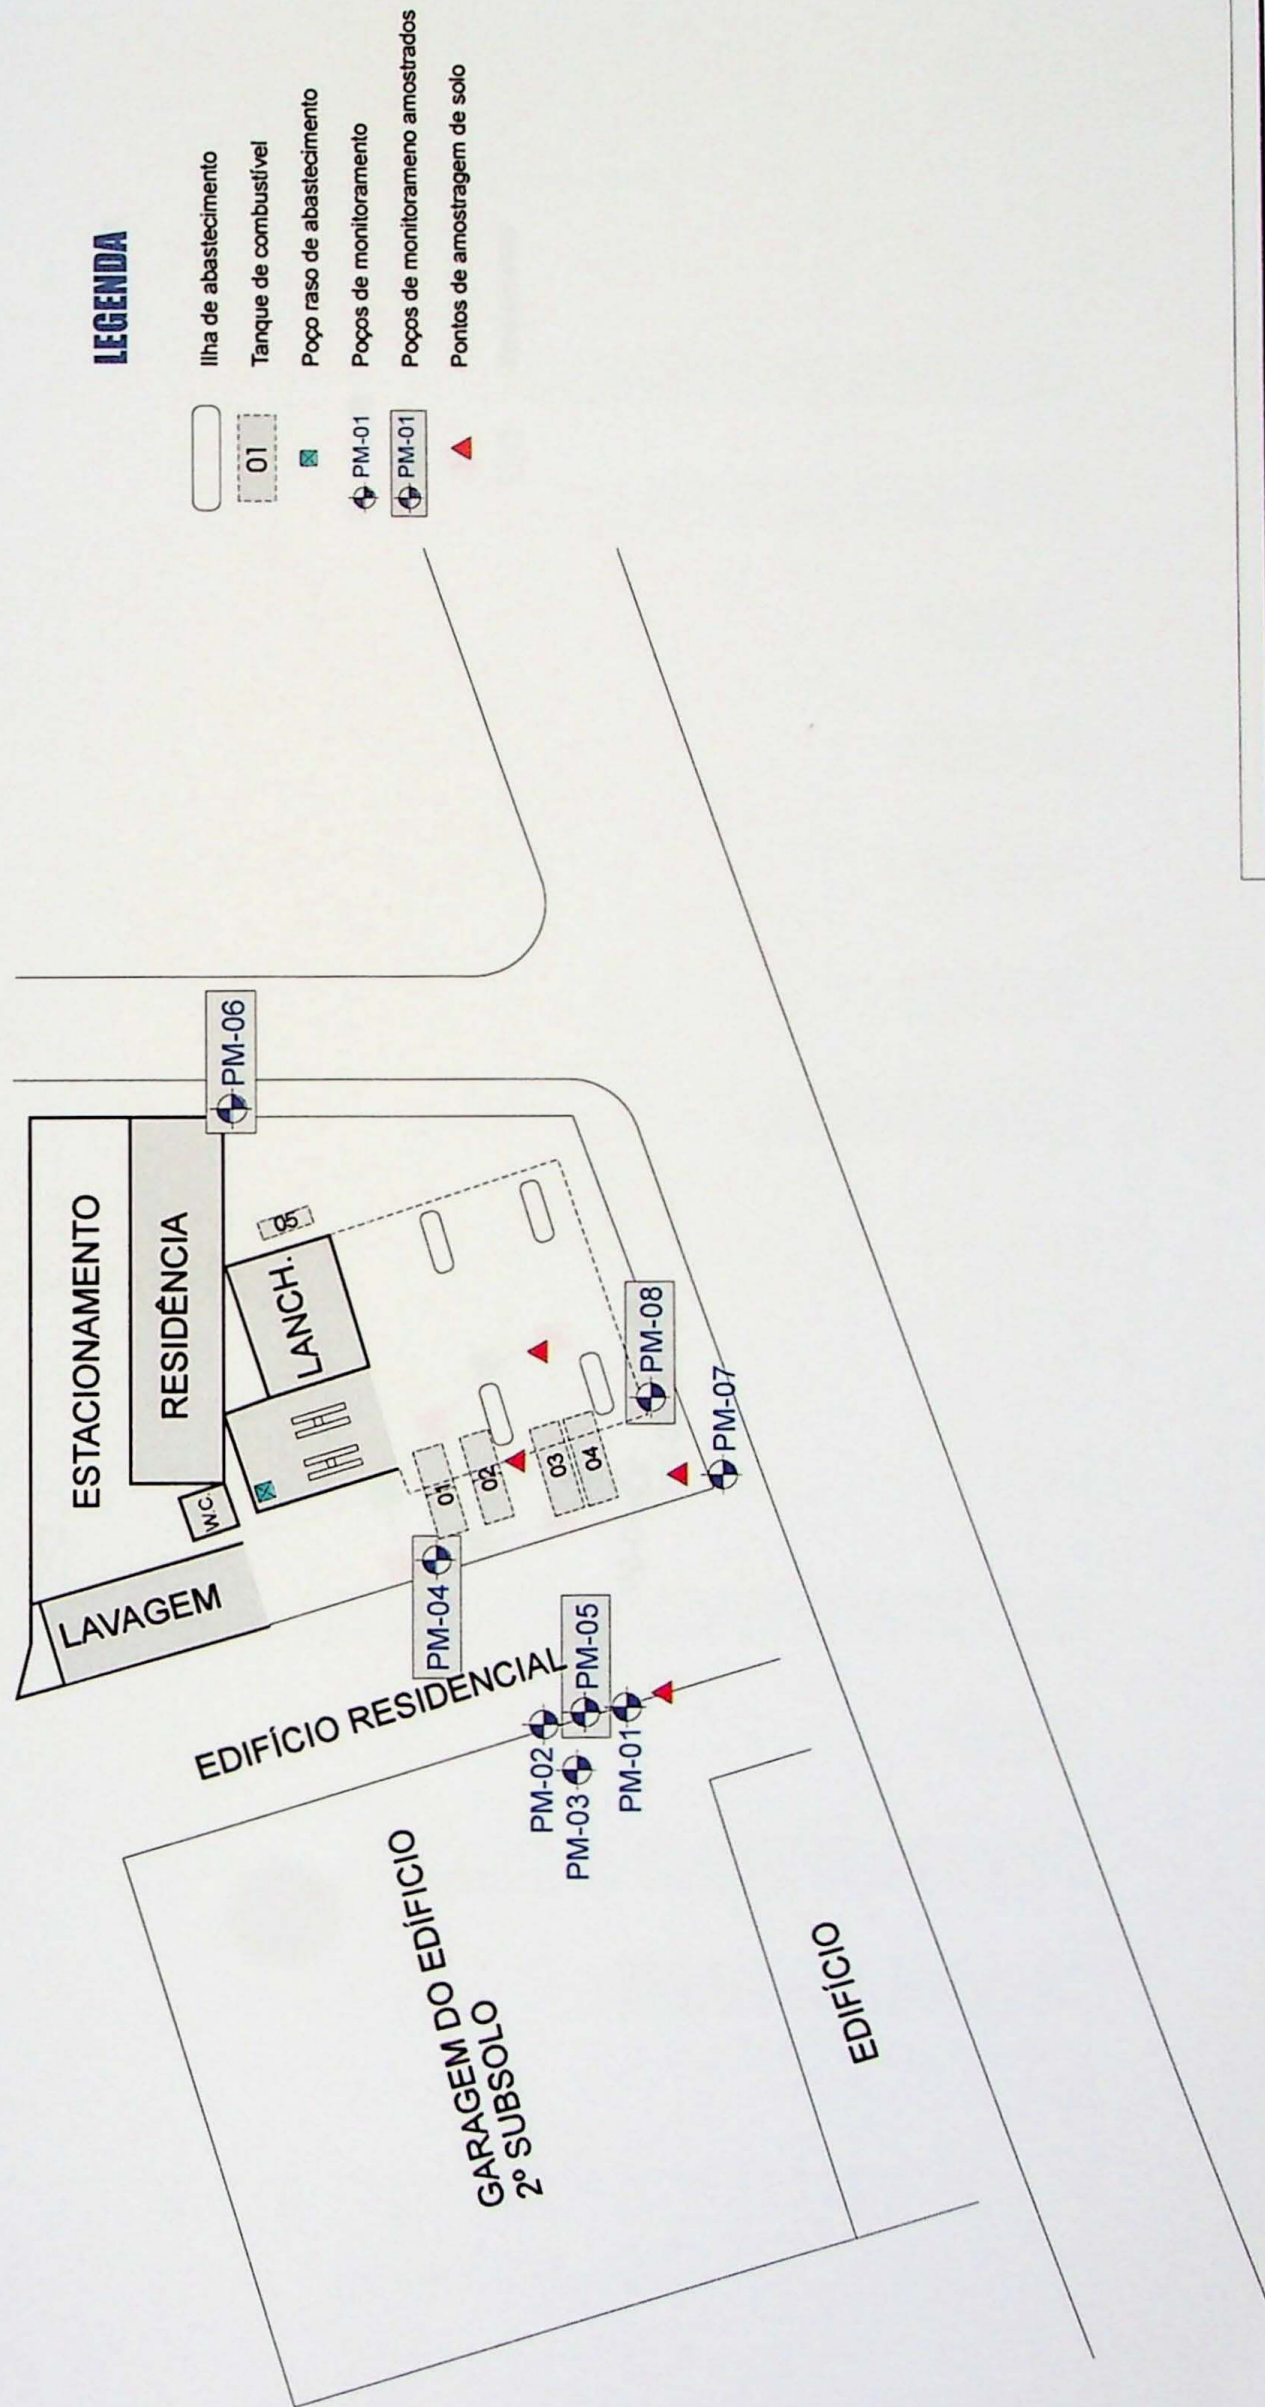 LEGENDA
Ilha de abastecimento
01
Tanque de combustível
Poço raso de abastecimento
PM-01
Poços de monitoramento
PM-01
Poços de monitorameno amostrados
Pontos de amostragem de solo
ESTACIONAMENTO
RESIDÊNCIA
PM-06
W.C.
LAVAGEM
LANCH.
05
01
02
03
04
PM-04
PM-08
PM-07
EDIFÍCIO RESIDENCIAL
PM-05
PM-02
PM-03
PM-01
GARAGEM DO EDÍFICIO
2º SUBSOLO
EDIFÍCIO